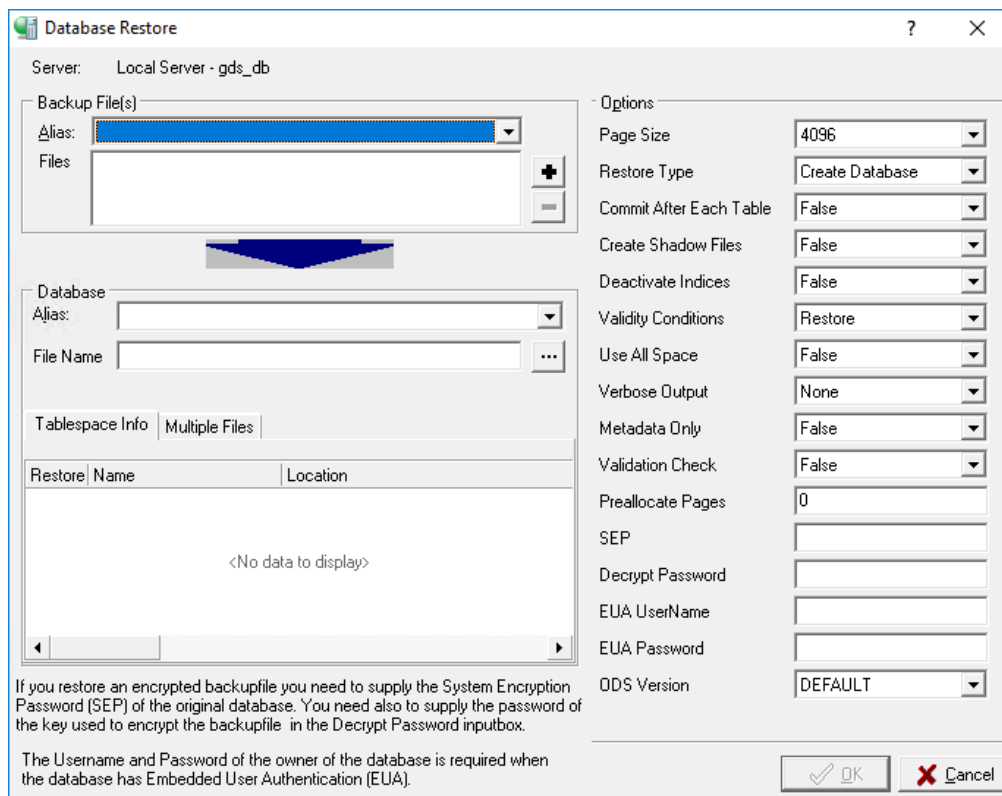 Database Restore
?
Server: Local Server - gds_db
Backup File(s)
Alias:
Files
Database
Alias:
File Name
...
Tablespace Info
Multiple Files
Restore Name Location
<No data to display>
If you restore an encrypted backupfile you need to supply the System Encryption
Password (SEP) of the original database. You need also to supply the password of
the key used to encrypt the backupfile in the Decrypt Password inputbox.
The Username and Password of the owner of the database is required when
the database has Embedded User Authentication (EUA).
Options
Page Size 4096
Restore Type Create Database
Commit After Each Table False
Create Shadow Files False
Deactivate Indices False
Validity Conditions Restore
Use All Space False
Verbose Output None
Metadata Only False
Validation Check False
Preallocate Pages 0
SEP
Decrypt Password
EUA UserName
EUA Password
ODS Version DEFAULT
OK
Cancel